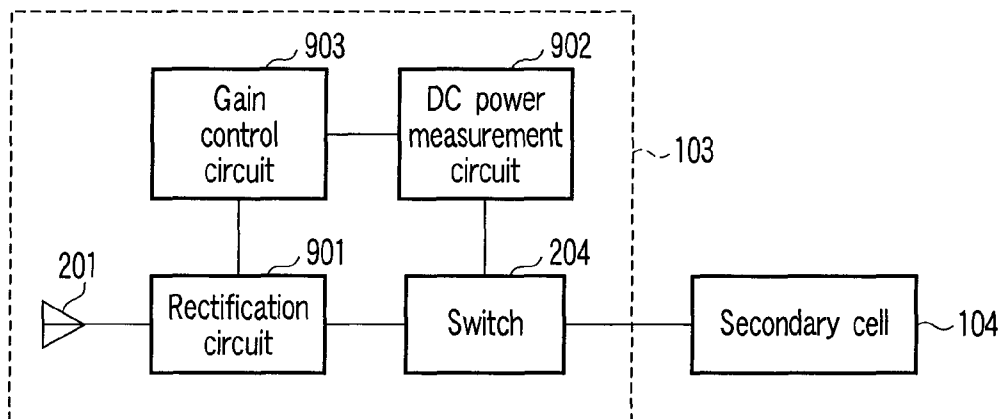 903
902
Gain
control
circuit
DC power
measurement
circuit
103
201
901
204
Rectification
circuit
Switch
Secondary cell
104